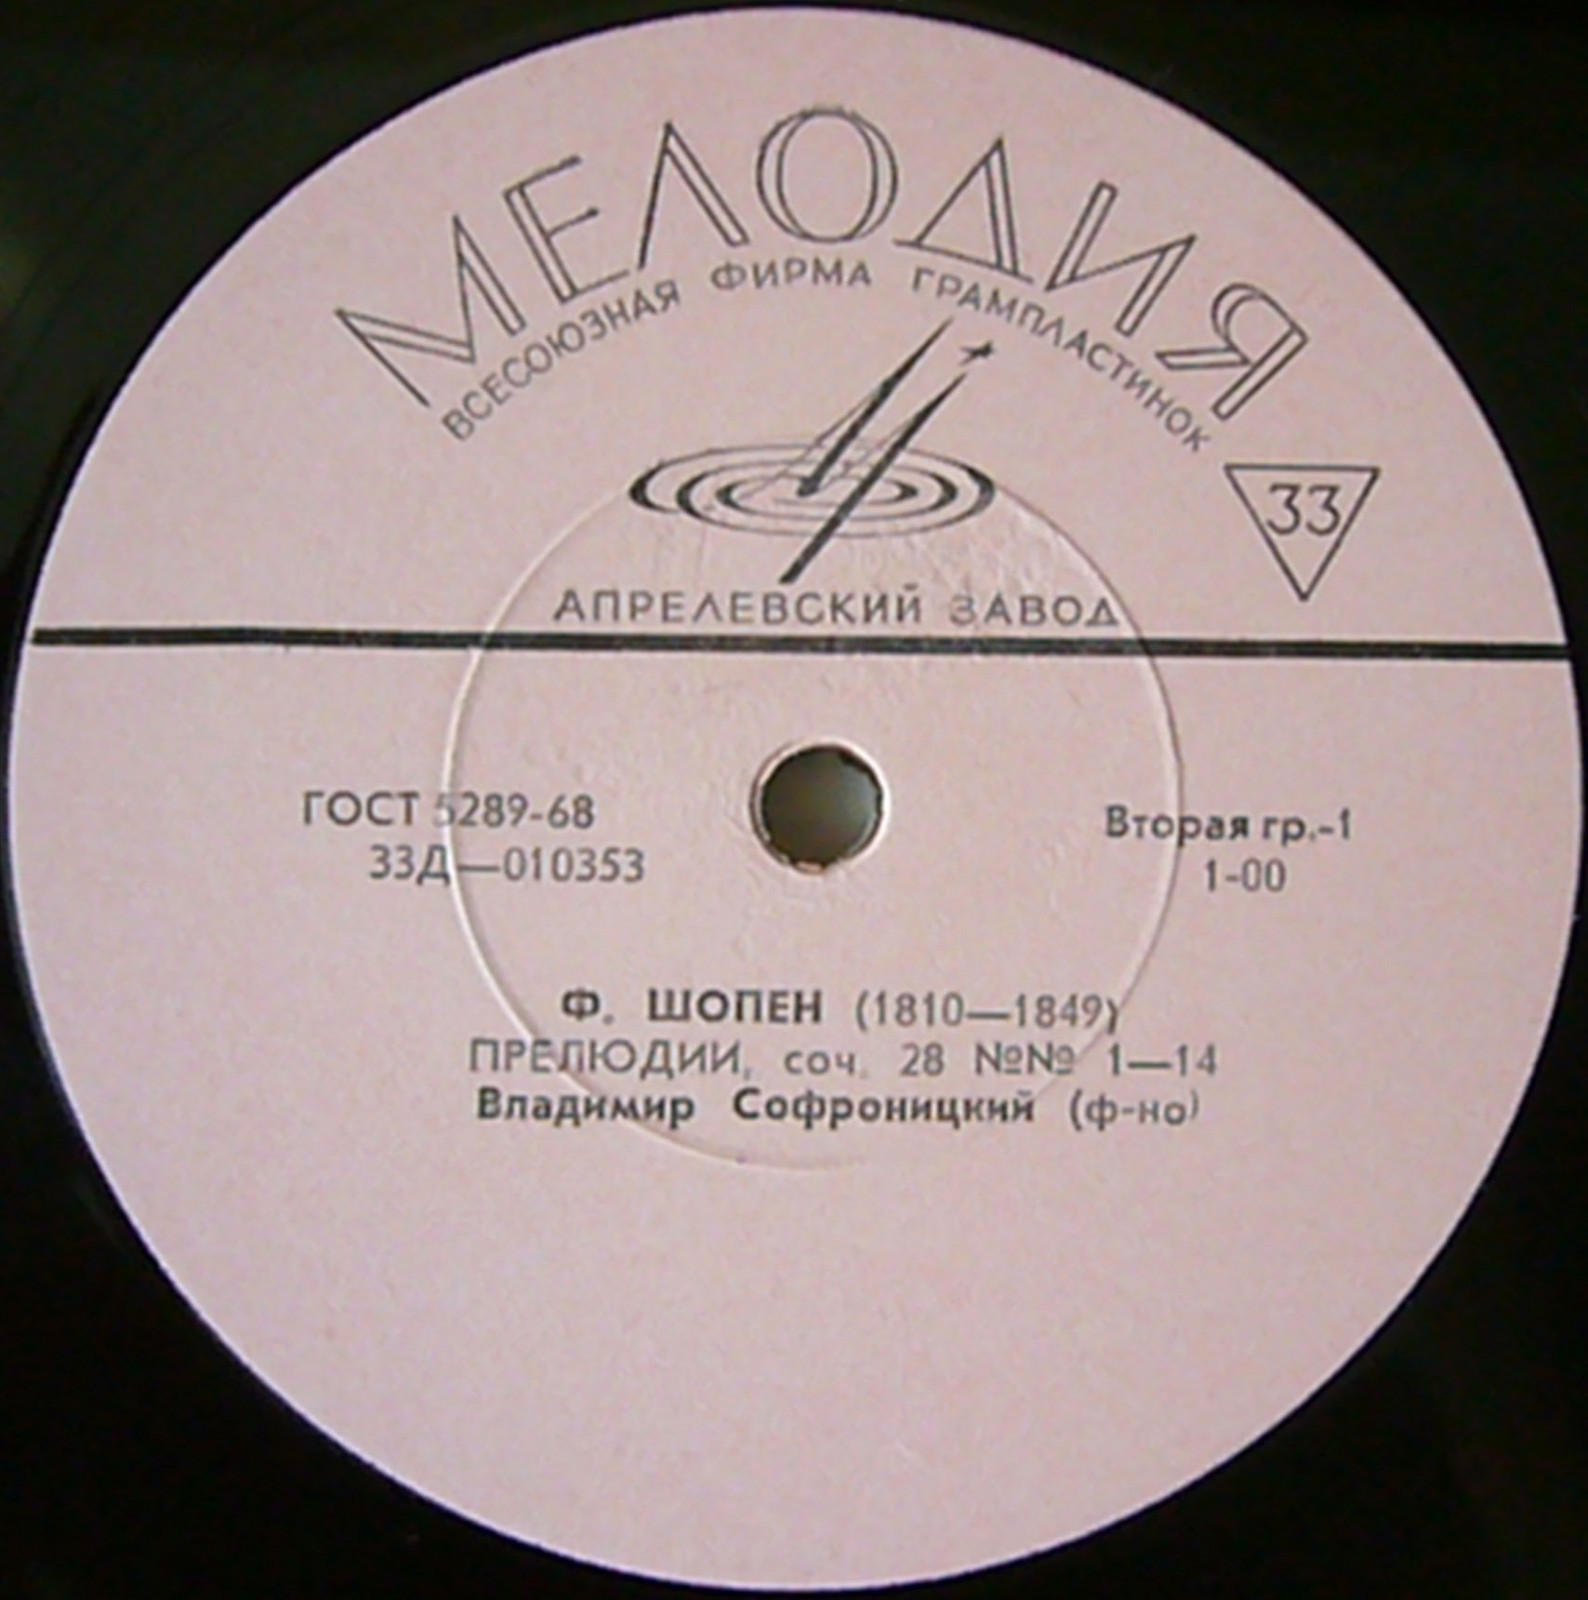 МЕЛОДИЯ
ВСЕСОЮЗНАЯ ФИРМА ГРАМПЛАСТИНОК
33
АПРЕЛЕВСКИЙ ЗАВОД
ГОСТ 5289-68
33Д—010353
Вторая гр.-1
1-00
Ф. ШОПЕН (1810—1849)
ПРЕЛЮДИИ, соч. 28 №№ 1—14
Владимир Софроницкий (ф-но)